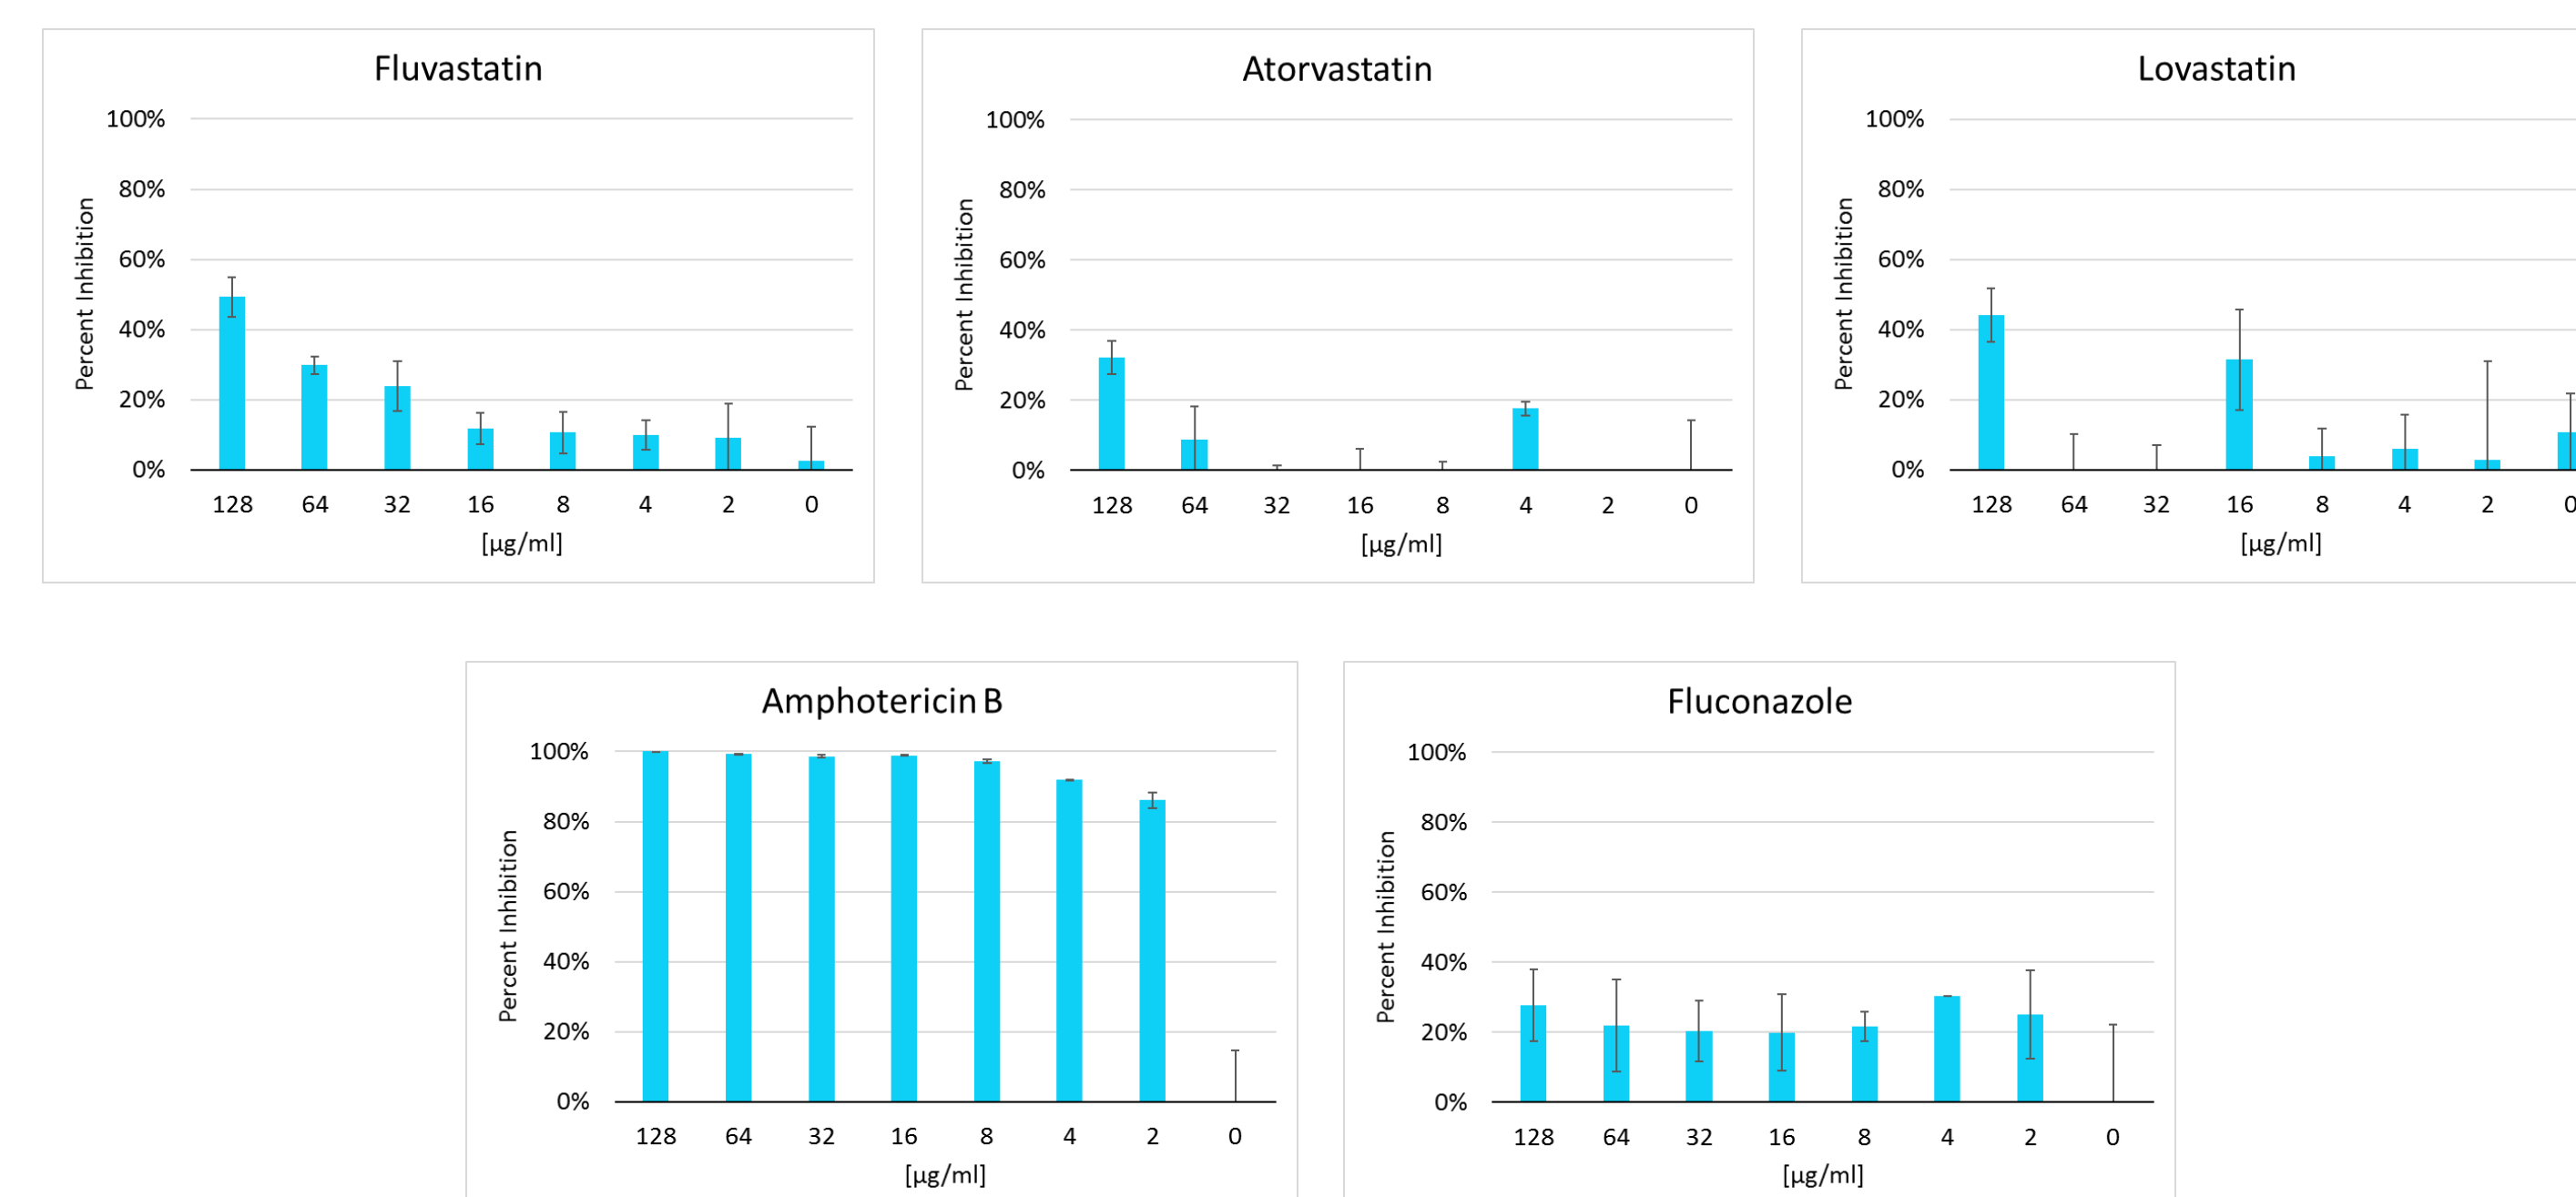 Fluvastatin
100%
80%
60%
40%
20%
0%
Percent Inhibition
128 64 32 16 8 4 2 0
[µg/ml]
Atorvastatin
100%
80%
60%
40%
20%
0%
Percent Inhibition
128 64 32 16 8 4 2 0
[µg/ml]
Lovastatin
100%
80%
60%
40%
20%
0%
Percent Inhibition
128 64 32 16 8 4 2 0
[µg/ml]
Amphotericin B
100%
80%
60%
40%
20%
0%
Percent Inhibition
128 64 32 16 8 4 2 0
[µg/ml]
Fluconazole
100%
80%
60%
40%
20%
0%
Percent Inhibition
128 64 32 16 8 4 2 0
[µg/ml]